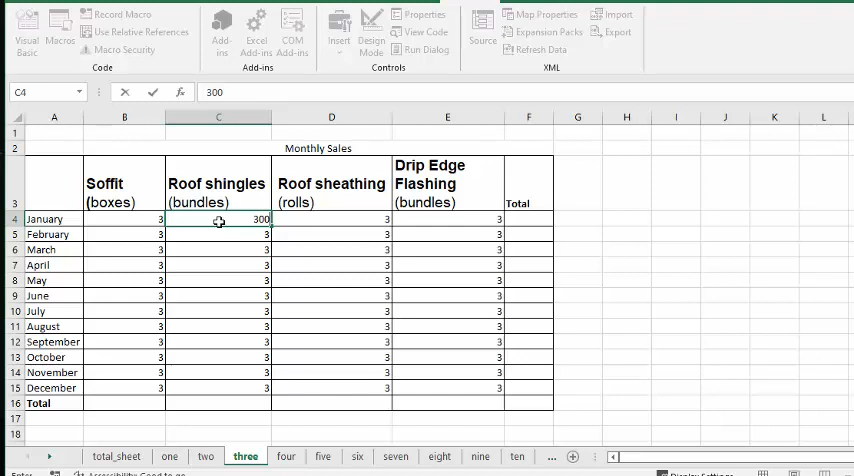 Visual Basic
Macros
Record Macro
Use Relative References
Macro Security
Code
Add-ins
Excel Add-ins
COM Add-ins
Add-ins
Insert
Design Mode
Properties
View Code
Run Dialog
Controls
Source
Map Properties
Expansion Packs
Refresh Data
Import
Export
XML
C4 fx 300
A B C D E F G H I J K L
1
2 Monthly Sales
3 Soffit (boxes) Roof shingles (bundles) Roof sheathing (rolls) Drip Edge Flashing (bundles) Total
4 January 3 300 3 3
5 February 3 3 3 3
6 March 3 3 3 3
7 April 3 3 3 3
8 May 3 3 3 3
9 June 3 3 3 3
10 July 3 3 3 3
11 August 3 3 3 3
12 September 3 3 3 3
13 October 3 3 3 3
14 November 3 3 3 3
15 December 3 3 3 3
16 Total
17
18
total_sheet one two three four five six seven eight nine ten ...
Enter Accessibility: Good to go Display Settings